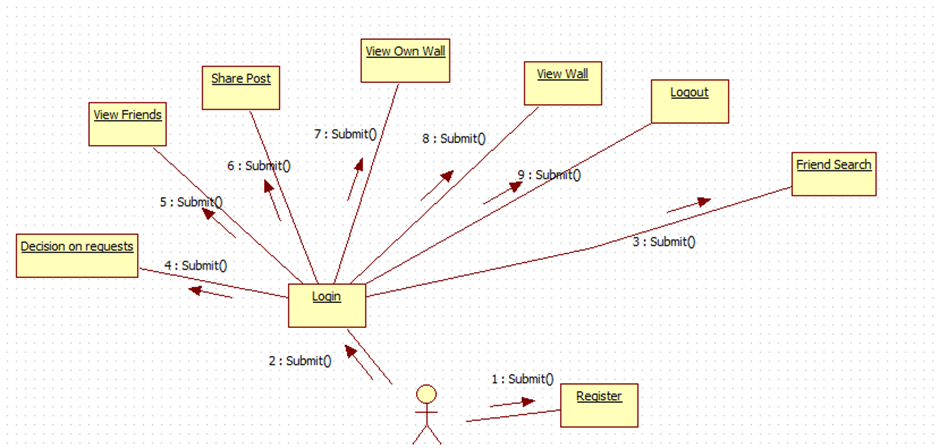 View Own Wall
Share Post
View Wall
Logout
View Friends
7 : Submit()
8 : Submit()
6 : Submit()
9 : Submit()
Friend Search
5 : Submit()
Decision on requests
3 : Submit()
4 : Submit()
Login
2 : Submit()
1 : Submit()
Register